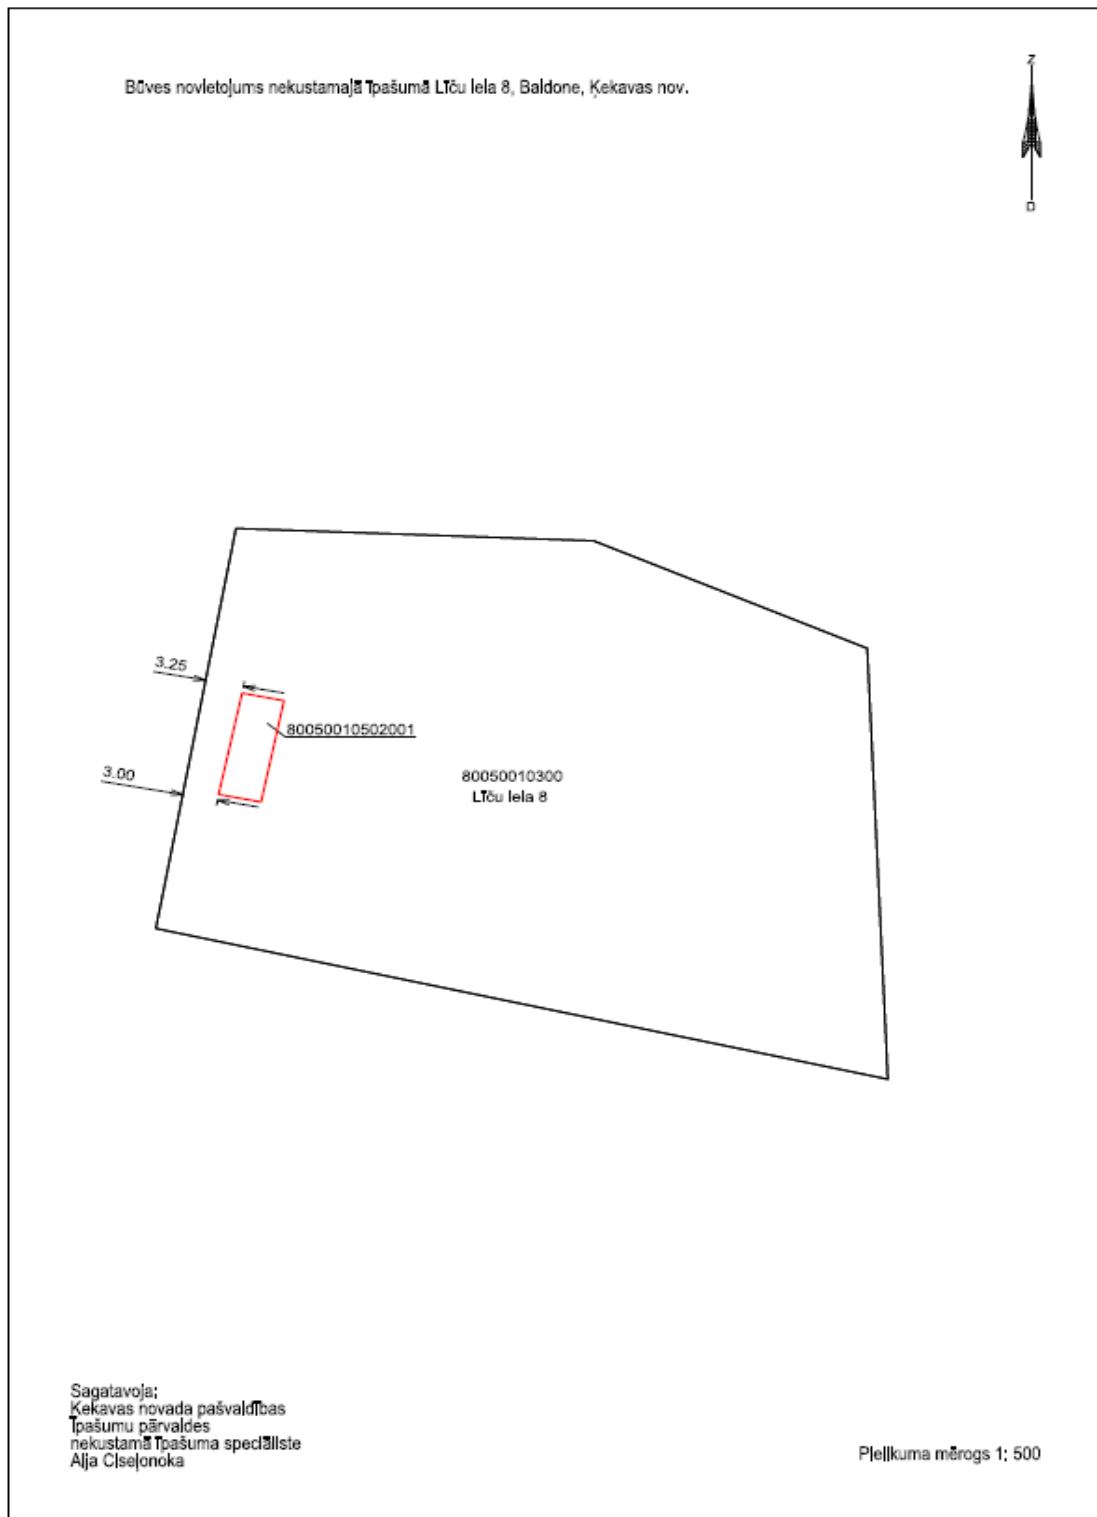 Būves novietojums nekustamajā īpašumā Līču iela 8, Baldone, Ķekavas nov.
Z
D
3.25
80050010502001
3.00
80050010300
Līču iela 8
Sagatavoja:
Ķekavas novada pašvaldības
Īpašumu pārvaldes
nekustamā īpašuma speciāliste
Aija Ciseļonoka
Pielikuma mērogs 1: 500